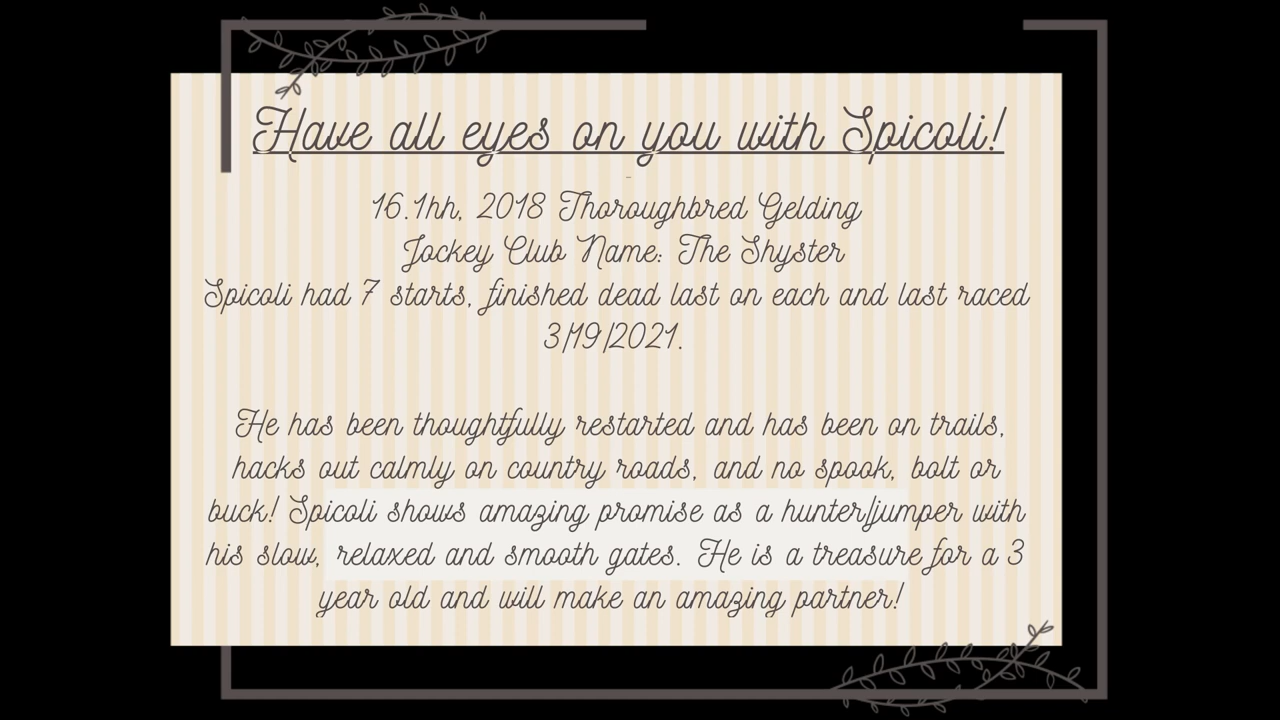 Have all eyes on you with Spicoli!
16.1hh, 2018 Thoroughbred Gelding
Jockey Club Name: The Shyster
Spicoli had 7 starts, finished dead last on each and last raced
3/19/2021.
He has been thoughtfully restarted and has been on trails,
hacks out calmly on country roads, and no spook, bolt or
buck! Spicoli shows amazing promise as a hunter/jumper with
his slow, relaxed and smooth gates. He is a treasure for a 3
year old and will make an amazing partner!